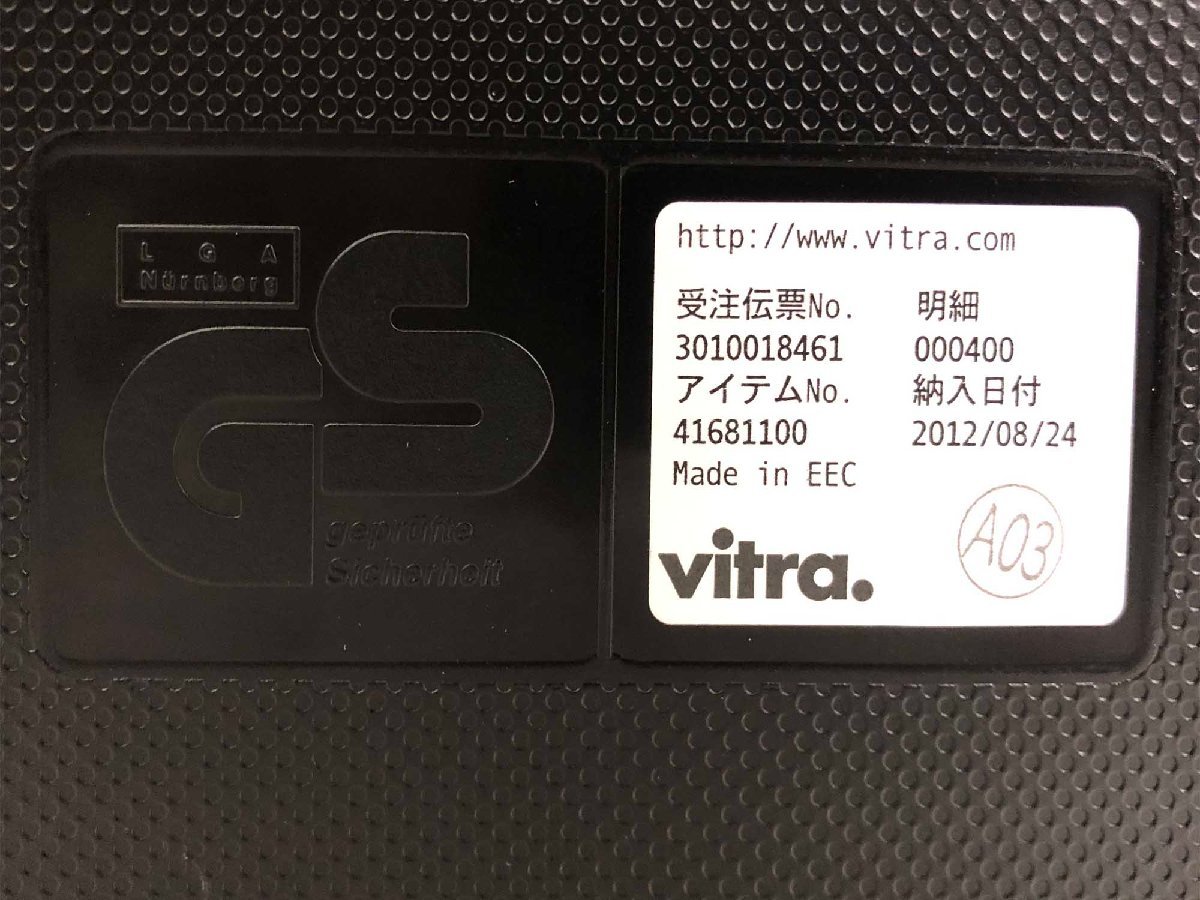 L G A
Nürnberg
GS
geprüfte
Sicherheit
http://www.vitra.com
受注伝票No. 明細
3010018461 000400
アイテムNo. 納入日付
41681100 2012/08/24
Made in EEC
vitra.
A03